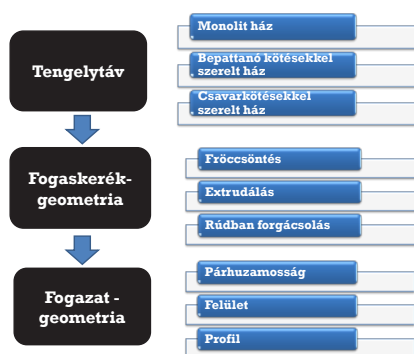 Tengelytáv
Monolit ház
Bepattanó kötésekkel
szerelt ház
Csavarkötésekkel
szerelt ház
Fogaskerék-
geometria
Fröccsöntés
Extrudálás
Rúdban forgácsolás
Fogazat -
geometria
Párhuzamosság
Felület
Profil